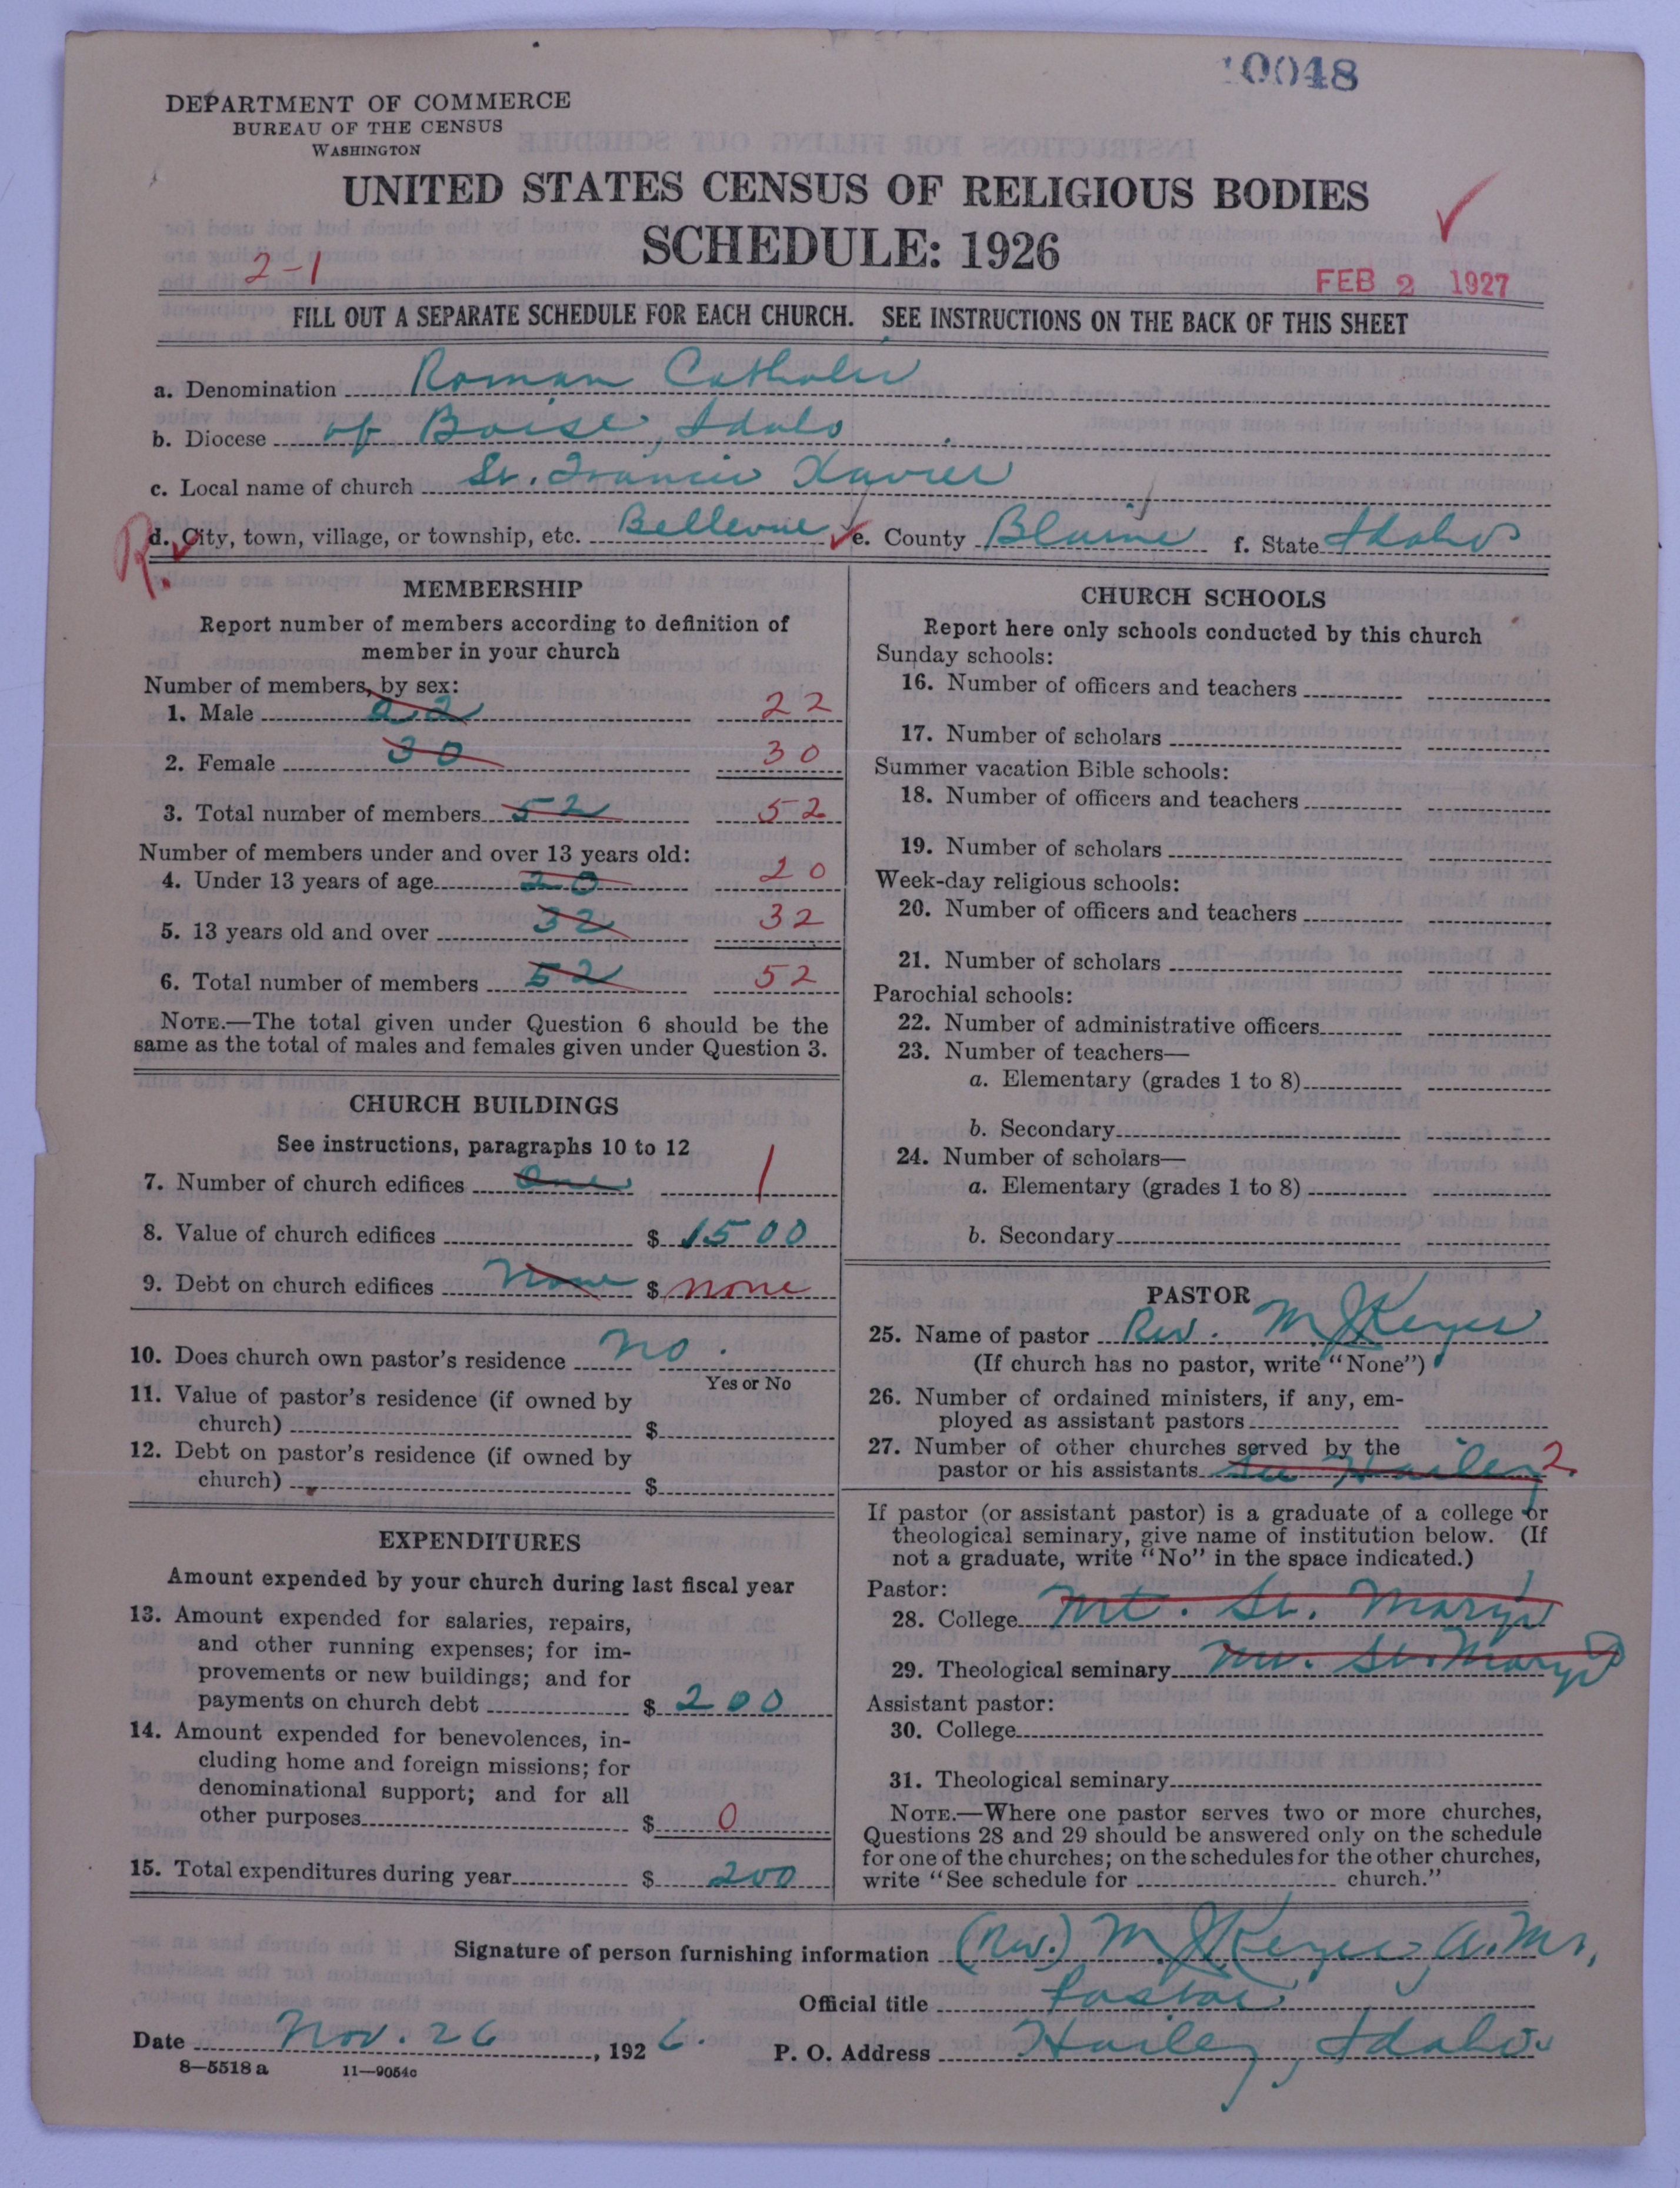 10048
DEPARTMENT OF COMMERCE
BUREAU OF THE CENSUS
WASHINGTON
UNITED STATES CENSUS OF RELIGIOUS BODIES
SCHEDULE: 1926
2-1
FEB 2 1927
FILL OUT A SEPARATE SCHEDULE FOR EACH CHURCH. SEE INSTRUCTIONS ON THE BACK OF THIS SHEET
a. Denomination Roman Catholic
b. Diocese of Boise, Idaho
c. Local name of church St. Francis Xavier
R. d. City, town, village, or township, etc. Bellevue e. County Blaine f. State Idaho
MEMBERSHIP
Report number of members according to definition of
member in your church
Number of members, by sex:
1. Male 22 22
2. Female 30 30
3. Total number of members 52 52
Number of members under and over 13 years old:
4. Under 13 years of age 20 20
5. 13 years old and over 32 32
6. Total number of members 52 52
NOTE.—The total given under Question 6 should be the
same as the total of males and females given under Question 3.
CHURCH BUILDINGS
See instructions, paragraphs 10 to 12
7. Number of church edifices One 1
8. Value of church edifices $ 1500
9. Debt on church edifices None $ none
10. Does church own pastor's residence No.
Yes or No
11. Value of pastor's residence (if owned by
church) $
12. Debt on pastor's residence (if owned by
church) $
EXPENDITURES
Amount expended by your church during last fiscal year
13. Amount expended for salaries, repairs,
and other running expenses; for im-
provements or new buildings; and for
payments on church debt $ 200
14. Amount expended for benevolences, in-
cluding home and foreign missions; for
denominational support; and for all
other purposes $ 0
15. Total expenditures during year $ 200
CHURCH SCHOOLS
Report here only schools conducted by this church
Sunday schools:
16. Number of officers and teachers
17. Number of scholars
Summer vacation Bible schools:
18. Number of officers and teachers
19. Number of scholars
Week-day religious schools:
20. Number of officers and teachers
21. Number of scholars
Parochial schools:
22. Number of administrative officers
23. Number of teachers—
a. Elementary (grades 1 to 8)
b. Secondary
24. Number of scholars—
a. Elementary (grades 1 to 8)
b. Secondary
PASTOR
25. Name of pastor Rev. M J Keyes
(If church has no pastor, write "None")
26. Number of ordained ministers, if any, em-
ployed as assistant pastors
27. Number of other churches served by the
pastor or his assistants See Hailey 2
If pastor (or assistant pastor) is a graduate of a college or
theological seminary, give name of institution below. (If
not a graduate, write "No" in the space indicated.)
Pastor:
28. College Mt. St. Marys
29. Theological seminary Mt. St. Marys
Assistant pastor:
30. College
31. Theological seminary
NOTE.—Where one pastor serves two or more churches,
Questions 28 and 29 should be answered only on the schedule
for one of the churches; on the schedules for the other churches,
write "See schedule for church."
Signature of person furnishing information (Rev.) M J Keyes A.M.,
Official title Pastor
Date Nov. 26, 1926.
P. O. Address Hailey, Idaho.
8—5518 a 11—9054c